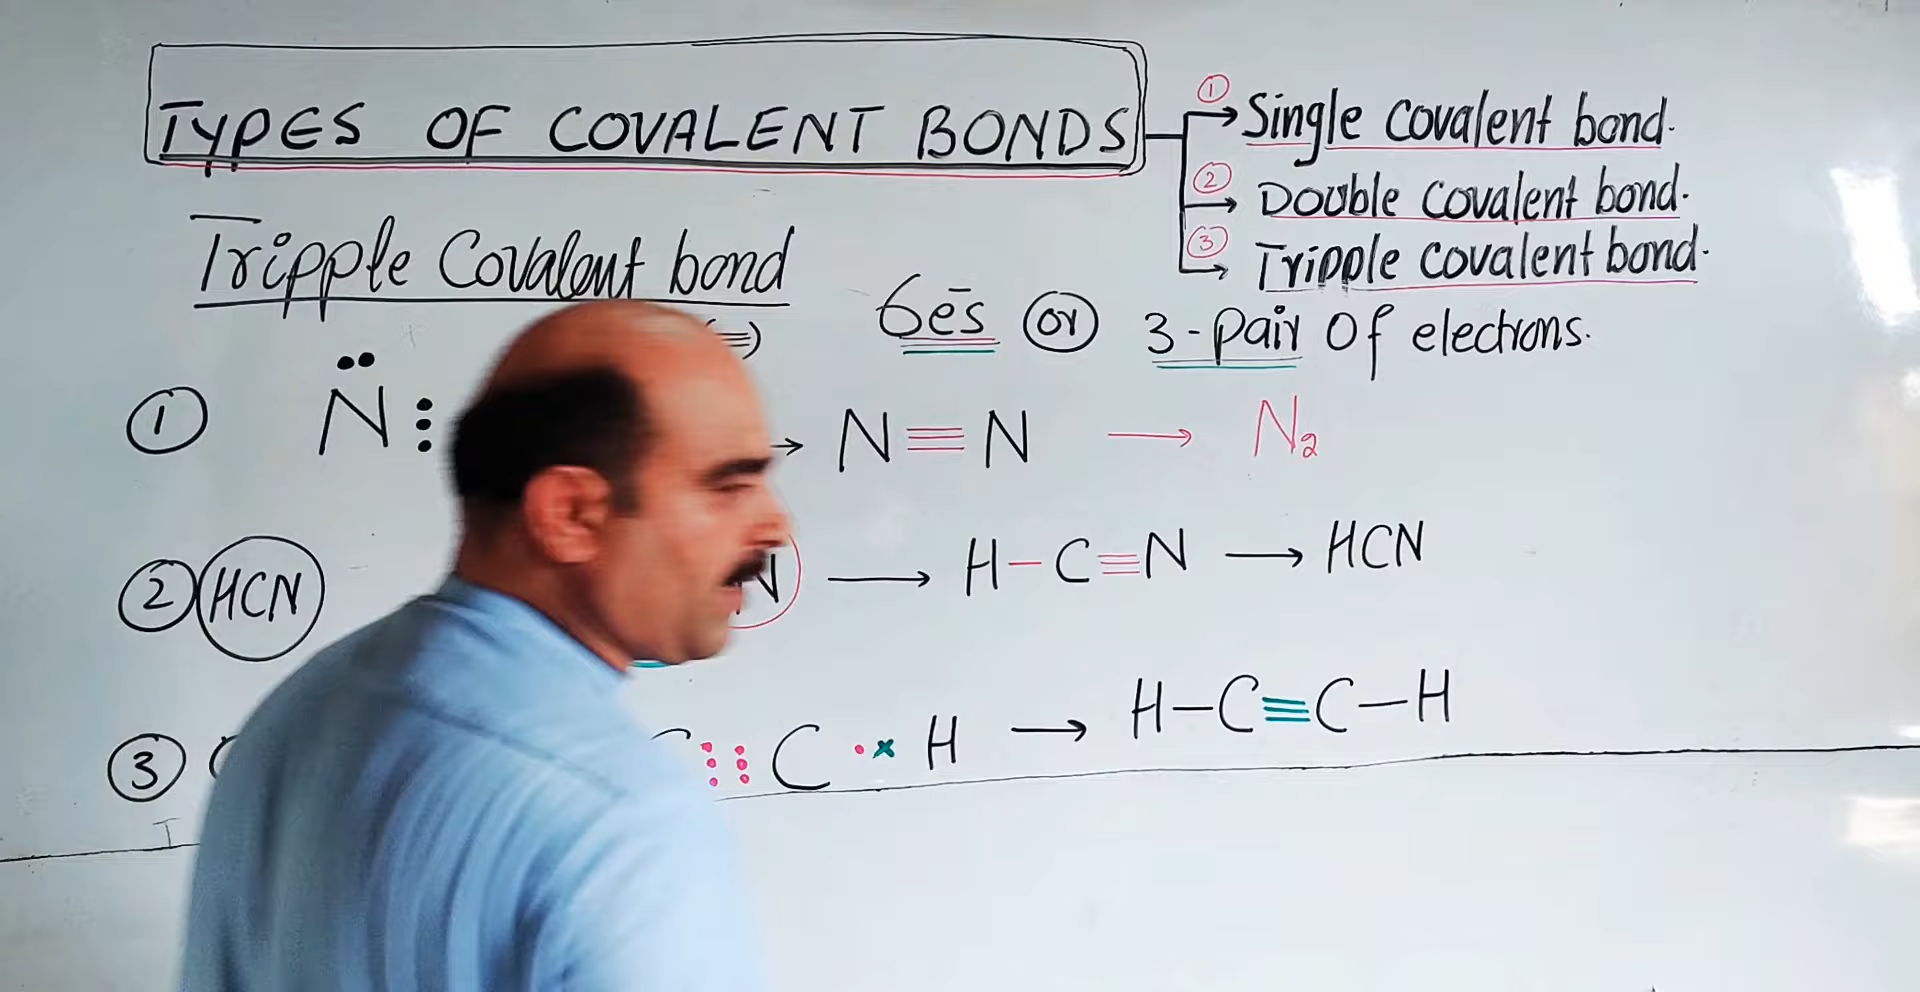 TYPES OF COVALENT BONDS
① Single covalent bond.
② Double covalent bond.
③ Tripple covalent bond.
Tripple Covalent bond
6es̄ or 3-pair Of electrons.
① N → N≡N → N₂
② HCN N → H-C≡N → HCN
③ C C H → H-C≡C-H